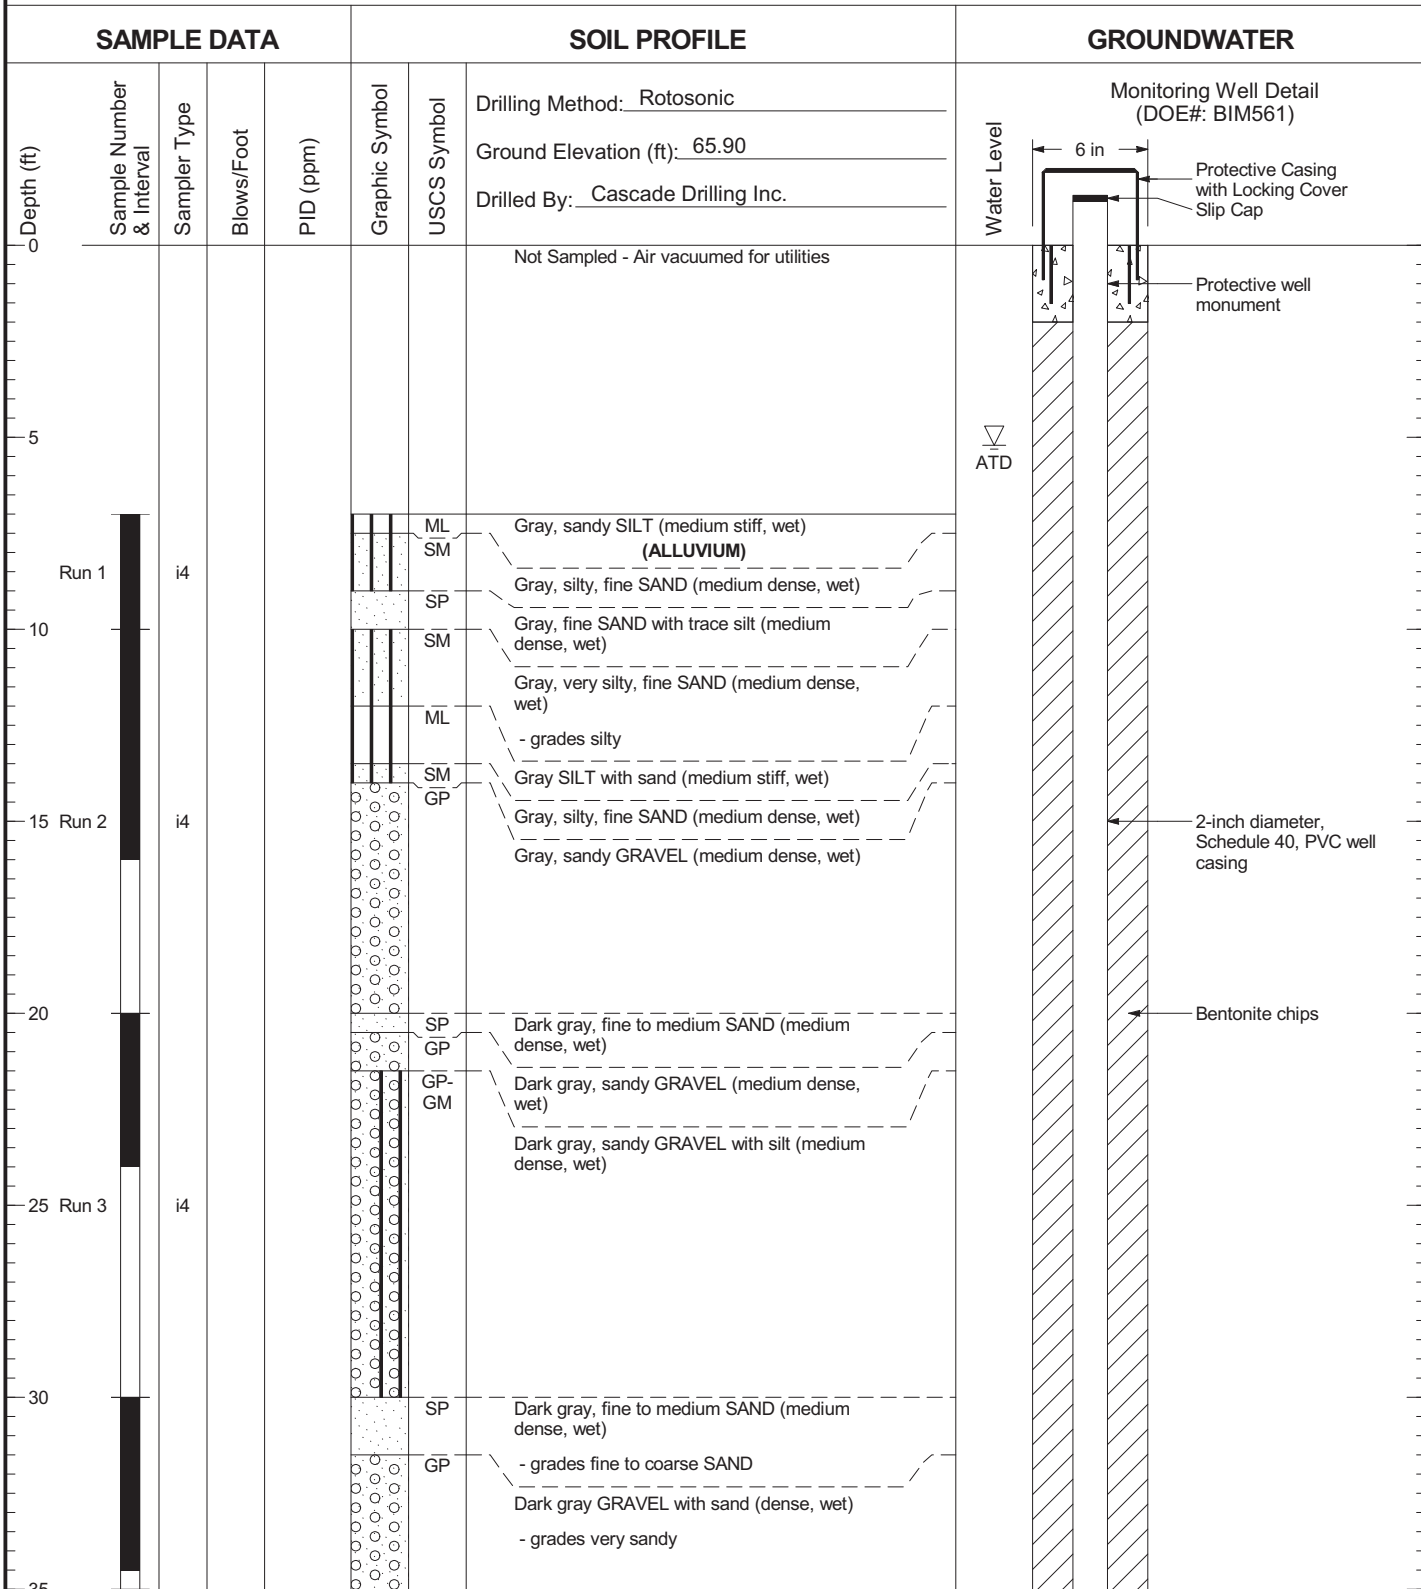 SAMPLE DATA
SOIL PROFILE
GROUNDWATER
Depth (ft)
Sample Number
& Interval
Sampler Type
Blows/Foot
PID (ppm)
Graphic Symbol
USCS Symbol
Drilling Method: Rotosonic
Ground Elevation (ft): 65.90
Drilled By: Cascade Drilling Inc.
Water Level
Monitoring Well Detail
(DOE#: BIM561)
6 in
Protective Casing
with Locking Cover
Slip Cap
0
Not Sampled - Air vacuumed for utilities
Protective well
monument
5
ATD
ML
Gray, sandy SILT (medium stiff, wet)
(ALLUVIUM)
SM
Run 1
i4
Gray, silty, fine SAND (medium dense, wet)
SP
Gray, fine SAND with trace silt (medium
dense, wet)
10
SM
Gray, very silty, fine SAND (medium dense,
wet)
- grades silty
ML
Gray SILT with sand (medium stiff, wet)
SM
Gray, silty, fine SAND (medium dense, wet)
GP
15
Run 2
i4
Gray, sandy GRAVEL (medium dense, wet)
2-inch diameter,
Schedule 40, PVC well
casing
20
SP
Dark gray, fine to medium SAND (medium
dense, wet)
Bentonite chips
GP
Dark gray, sandy GRAVEL (medium dense,
wet)
GP-
GM
Dark gray, sandy GRAVEL with silt (medium
dense, wet)
25
Run 3
i4
30
SP
Dark gray, fine to medium SAND (medium
dense, wet)
- grades fine to coarse SAND
GP
Dark gray GRAVEL with sand (dense, wet)
- grades very sandy
35